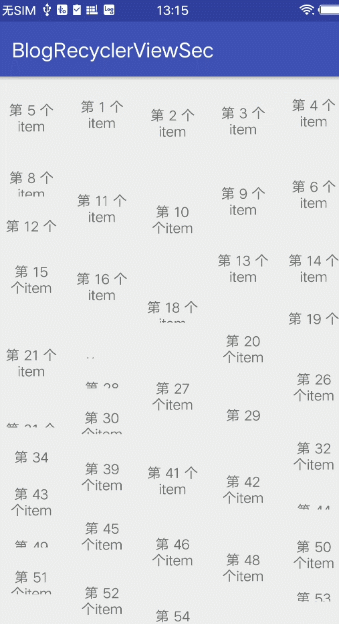 无SIM
13:15
BlogRecyclerViewSec
第 5 个
item
第 1 个
item
第 2 个
item
第 3 个
item
第 4 个
item
第 8 个
item
第 11 个
item
第 10
个item
第 9 个
item
第 6 个
item
第 12 个
第 15
个item
第 16 个
item
第 18 个
item
第 13 个
item
第 14 个
item
第 19 个
第 21 个
item
第 20
个item
第 28
第 27
个item
第 26
个item
第 30
个item
第 29
第 32
个item
第 34
第 39
个item
第 41 个
item
第 42
个item
第 43
个item
第 45
个item
第 46
个item
第 48
个item
第 50
个item
第 51
个item
第 52
个item
第 53
第 54